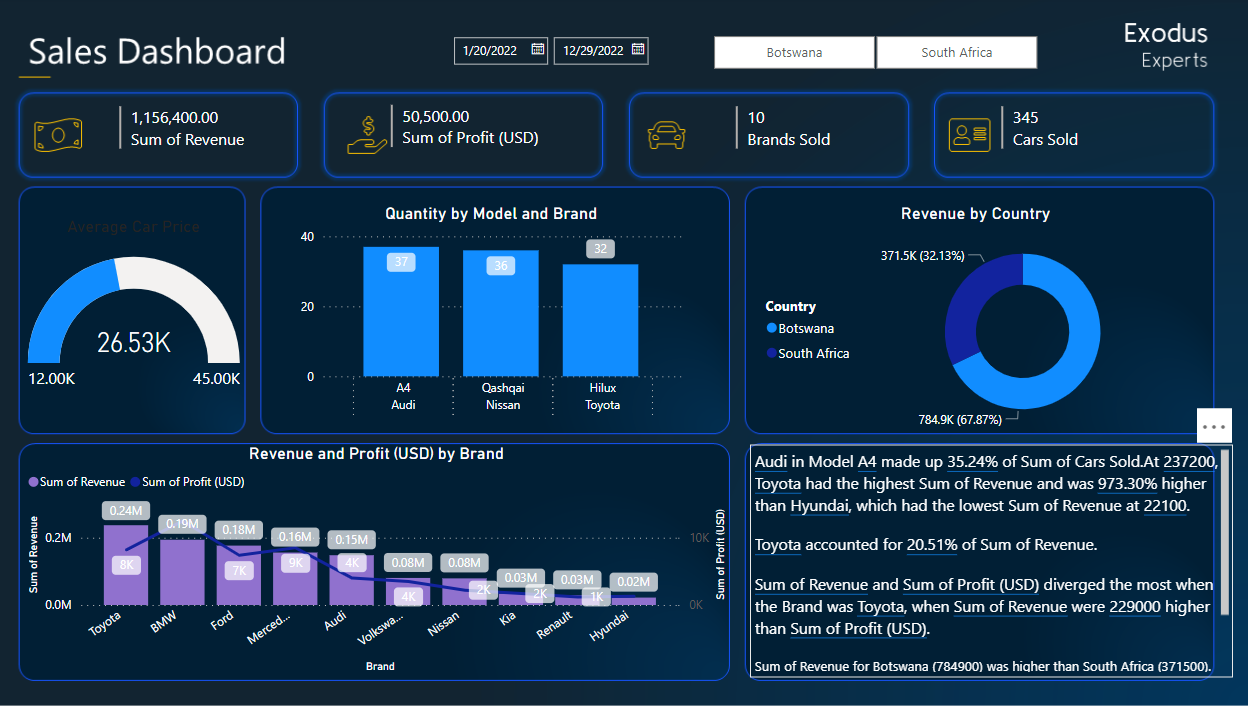 Sales Dashboard
1/20/2022
12/29/2022
Botswana
South Africa
Exodus
Experts
1,156,400.00
Sum of Revenue
50,500.00
Sum of Profit (USD)
10
Brands Sold
345
Cars Sold
Average Car Price
26.53K
12.00K
45.00K
Quantity by Model and Brand
40
20
0
37
36
32
A4
Audi
Qashqai
Nissan
Hilux
Toyota
Revenue by Country
371.5K (32.13%)
Country
Botswana
South Africa
784.9K (67.87%)
Revenue and Profit (USD) by Brand
Sum of Revenue
Sum of Profit (USD)
Sum of Revenue
0.2M
0.0M
0.24M
0.19M
0.18M
0.16M
0.15M
0.08M
0.08M
0.03M
0.03M
0.02M
8K
7K
9K
4K
4K
2K
2K
1K
10K
0K
Sum of Profit (USD)
Toyota
BMW
Ford
Merced...
Audi
Volkswa...
Nissan
Kia
Renault
Hyundai
Brand
Audi in Model A4 made up 35.24% of Sum of Cars Sold.At 237200,
Toyota had the highest Sum of Revenue and was 973.30% higher
than Hyundai, which had the lowest Sum of Revenue at 22100.
Toyota accounted for 20.51% of Sum of Revenue.
Sum of Revenue and Sum of Profit (USD) diverged the most when
the Brand was Toyota, when Sum of Revenue were 229000 higher
than Sum of Profit (USD).
Sum of Revenue for Botswana (784900) was higher than South Africa (371500).